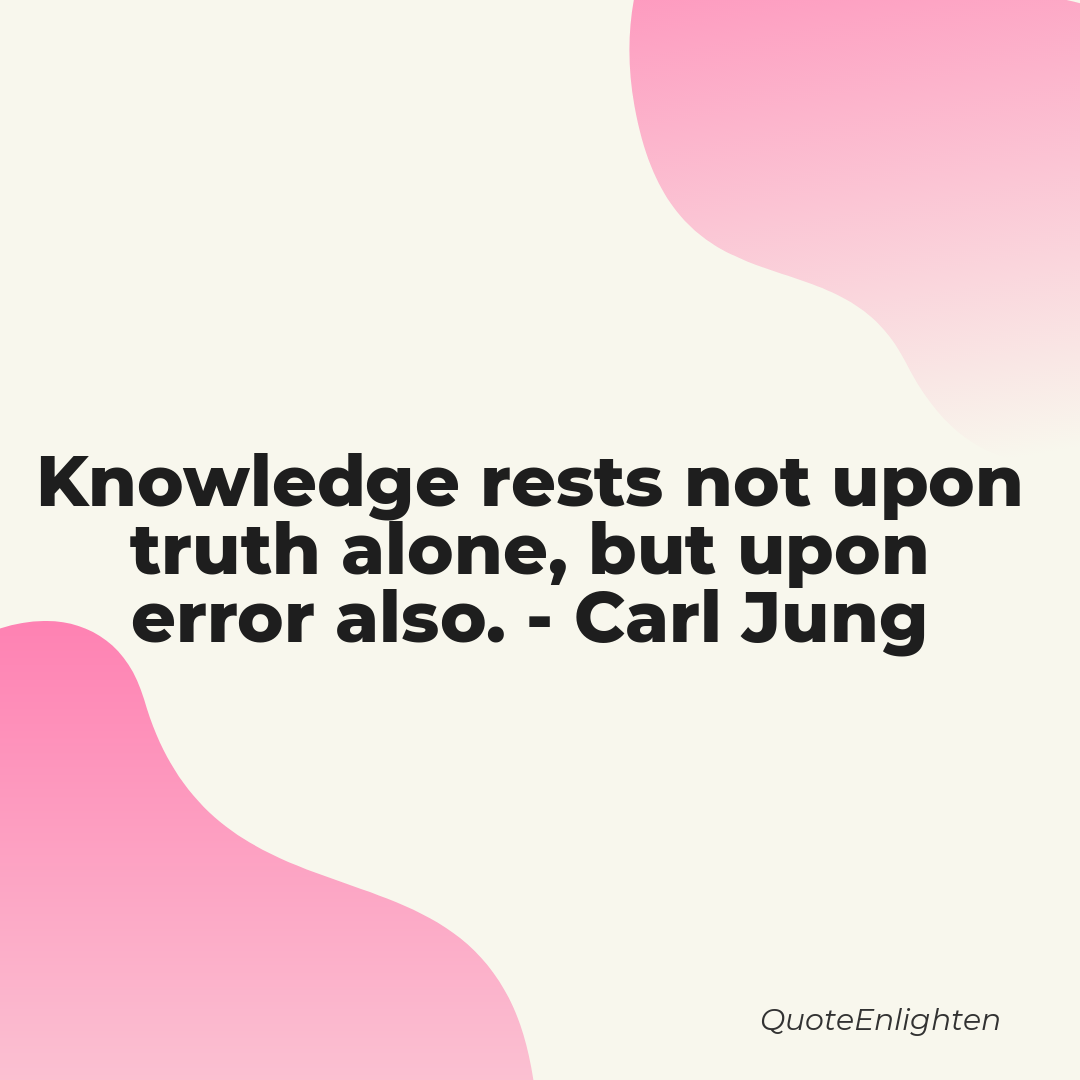 Knowledge rests not upon
truth alone, but upon
error also. - Carl Jung
QuoteEnlighten